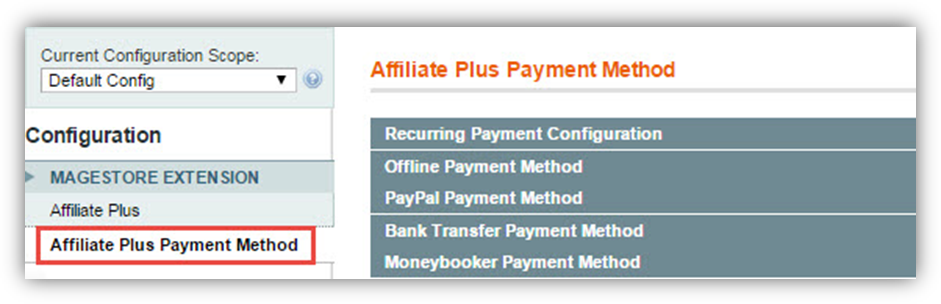 Current Configuration Scope:
Default Config
Configuration
MAGESTORE EXTENSION
Affiliate Plus
Affiliate Plus Payment Method
Affiliate Plus Payment Method
Recurring Payment Configuration
Offline Payment Method
PayPal Payment Method
Bank Transfer Payment Method
Moneybooker Payment Method